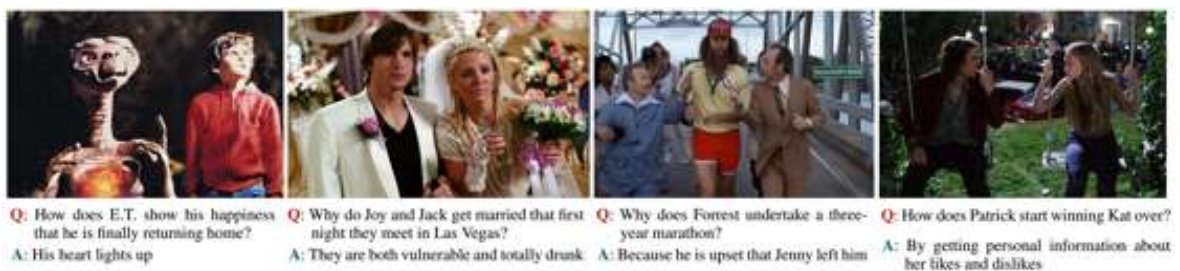 Q: How does E.T. show his happiness
that he is finally returning home?
A: His heart lights up
Q: Why do Joy and Jack get married that first
night they meet in Las Vegas?
A: They are both vulnerable and totally drunk
Q: Why does Forrest undertake a three-
year marathon?
A: Because he is upset that Jenny left him
Q: How does Patrick start winning Kat over?
A: By getting personal information about
her likes and dislikes